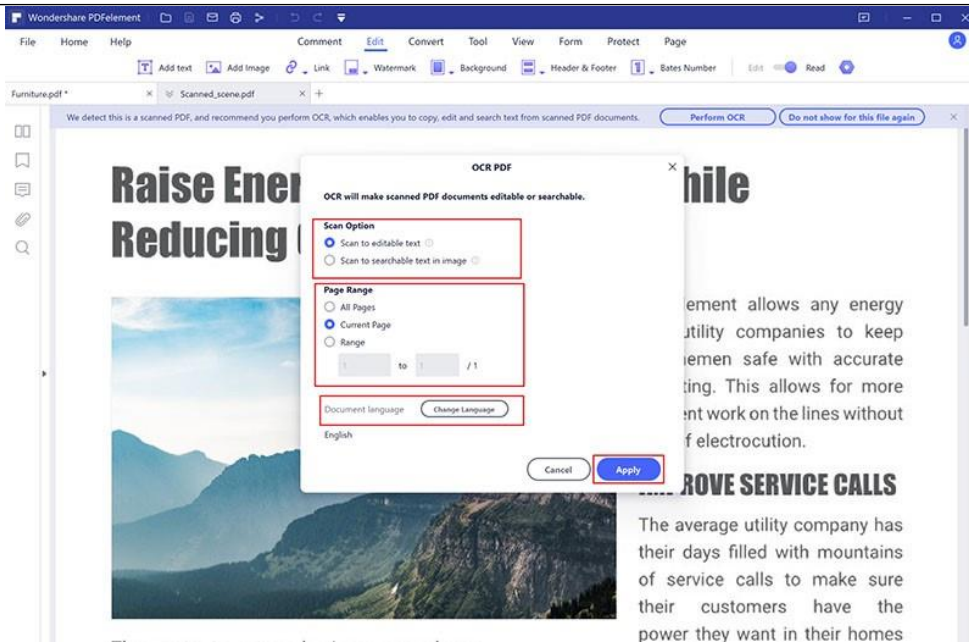 Wondershare PDFelement
File Home Help Comment Edit Convert Tool View Form Protect Page
Add text Add Image Link Watermark Background Header & Footer Bates Number Edit Read
Furniture.pdf * Scanned_scene.pdf
We detect this is a scanned PDF, and recommend you perform OCR, which enables you to copy, edit and search text from scanned PDF documents. Perform OCR Do not show for this file again
Raise Ener hile
Reducing
OCR PDF
OCR will make scanned PDF documents editable or searchable.
Scan Option
Scan to editable text
Scan to searchable text in image
Page Range
All Pages
Current Page
Range
1 to 1 / 1
Document language Change Language
English
Cancel Apply
ement allows any energy
utility companies to keep
nemen safe with accurate
ting. This allows for more
ent work on the lines without
f electrocution.
ROVE SERVICE CALLS
The average utility company has
their days filled with mountains
of service calls to make sure
their customers have the
power they want in their homes